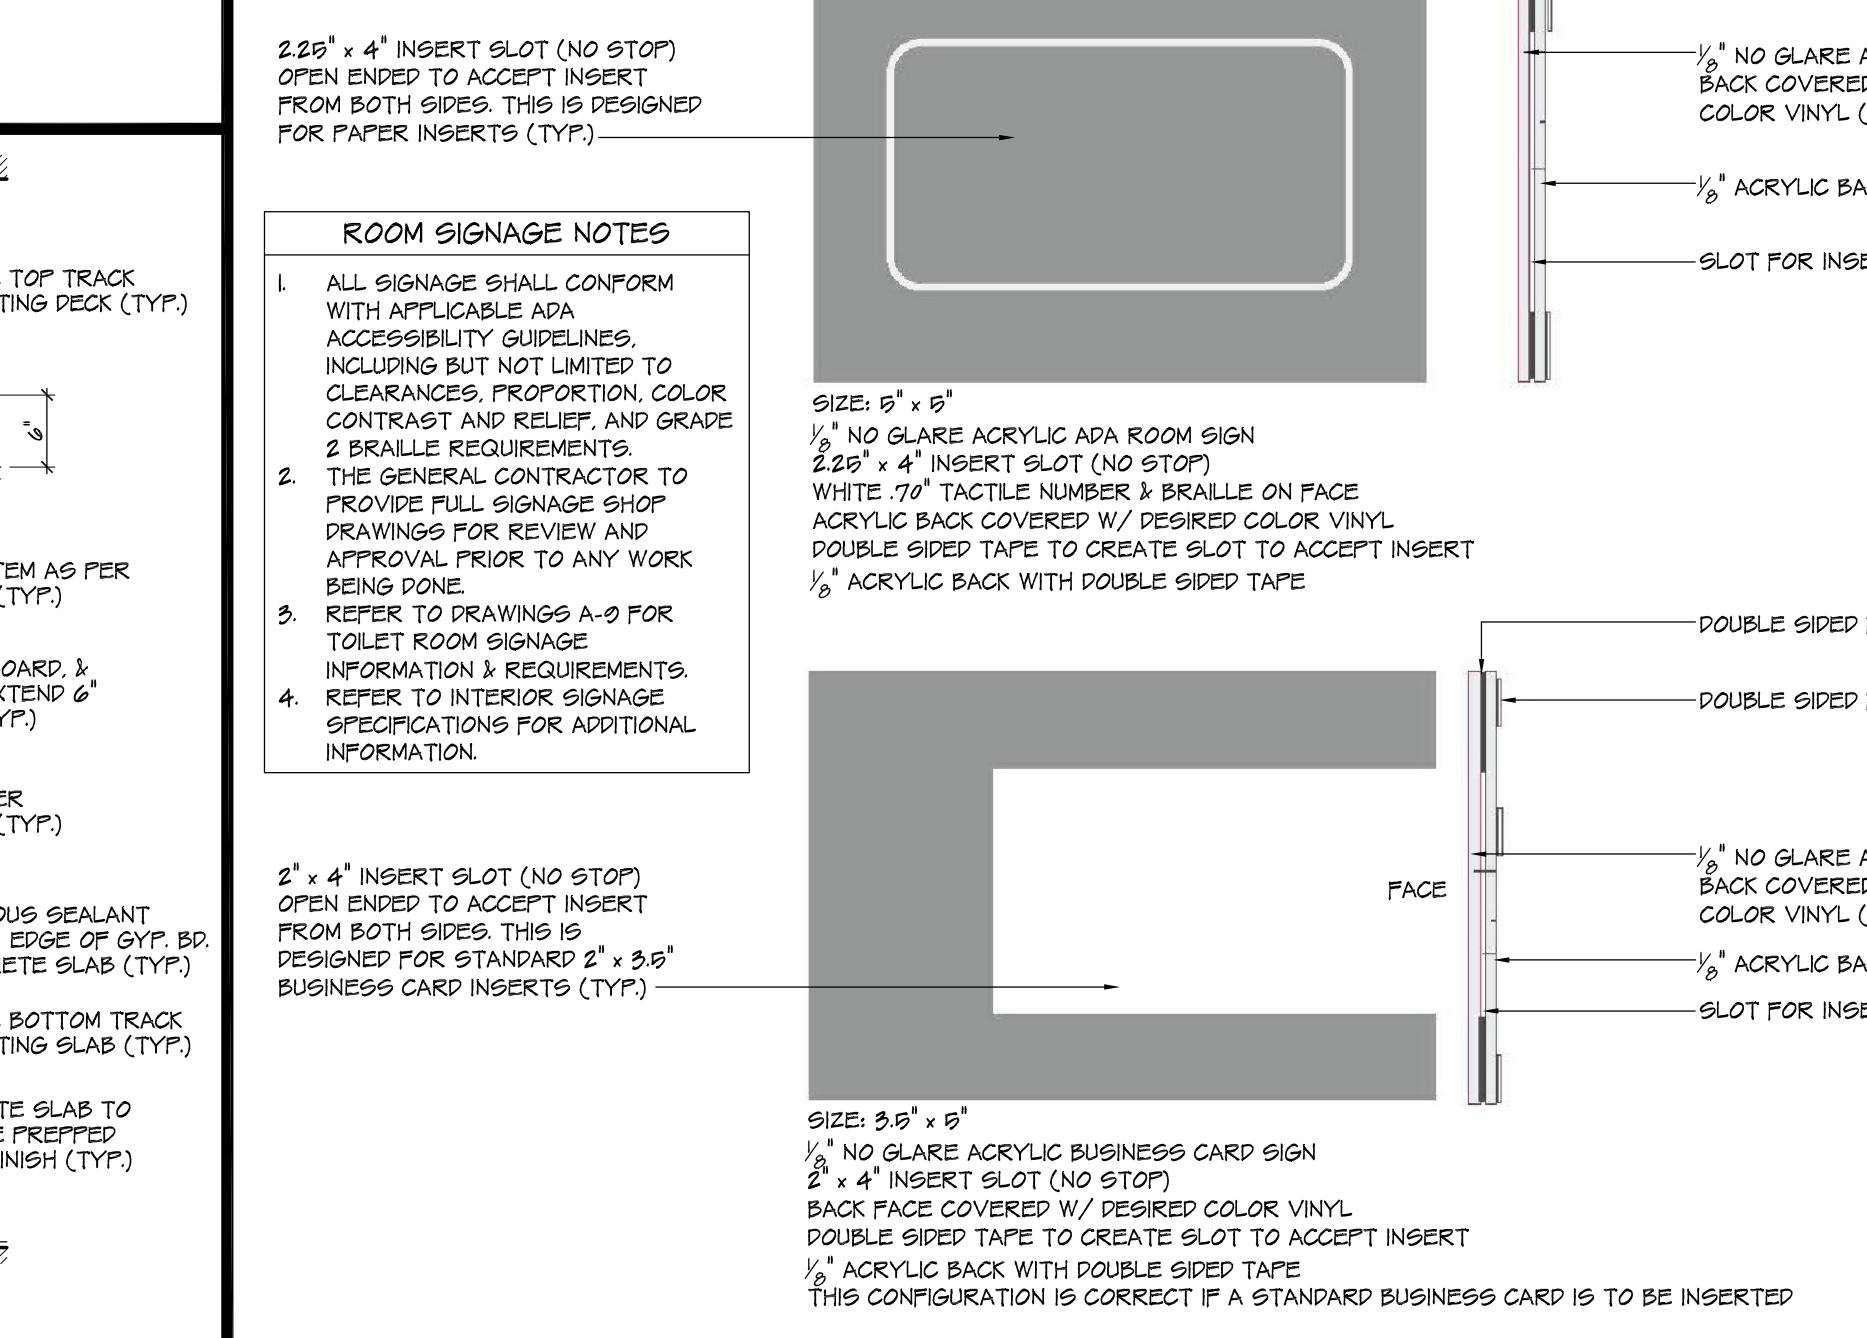 2.25" x 4" INSERT SLOT (NO STOP)
OPEN ENDED TO ACCEPT INSERT
FROM BOTH SIDES. THIS IS DESIGNED
FOR PAPER INSERTS (TYP.)
ROOM SIGNAGE NOTES
1. ALL SIGNAGE SHALL CONFORM
WITH APPLICABLE ADA
ACCESSIBILITY GUIDELINES,
INCLUDING BUT NOT LIMITED TO
CLEARANCES, PROPORTION, COLOR
CONTRAST AND RELIEF, AND GRADE
2 BRAILLE REQUIREMENTS.
2. THE GENERAL CONTRACTOR TO
PROVIDE FULL SIGNAGE SHOP
DRAWINGS FOR REVIEW AND
APPROVAL PRIOR TO ANY WORK
BEING DONE.
3. REFER TO DRAWINGS A-9 FOR
TOILET ROOM SIGNAGE
INFORMATION & REQUIREMENTS.
4. REFER TO INTERIOR SIGNAGE
SPECIFICATIONS FOR ADDITIONAL
INFORMATION.
2" x 4" INSERT SLOT (NO STOP)
OPEN ENDED TO ACCEPT INSERT
FROM BOTH SIDES. THIS IS
DESIGNED FOR STANDARD 2" x 3.5"
BUSINESS CARD INSERTS (TYP.)
TOP TRACK
TING DECK (TYP.)
6"
TEM AS PER
(TYP.)
OARD, &
XTEND 6"
YP.)
ER
(TYP.)
OUS SEALANT
EDGE OF GYP. BD.
ETE SLAB (TYP.)
BOTTOM TRACK
TING SLAB (TYP.)
TE SLAB TO
E PREPPED
INISH (TYP.)
SIZE: 5" x 5"
1/8" NO GLARE ACRYLIC ADA ROOM SIGN
2.25" x 4" INSERT SLOT (NO STOP)
WHITE .70" TACTILE NUMBER & BRAILLE ON FACE
ACRYLIC BACK COVERED W/ DESIRED COLOR VINYL
DOUBLE SIDED TAPE TO CREATE SLOT TO ACCEPT INSERT
1/8" ACRYLIC BACK WITH DOUBLE SIDED TAPE
FACE
SIZE: 3.5" x 5"
1/8" NO GLARE ACRYLIC BUSINESS CARD SIGN
2" x 4" INSERT SLOT (NO STOP)
BACK FACE COVERED W/ DESIRED COLOR VINYL
DOUBLE SIDED TAPE TO CREATE SLOT TO ACCEPT INSERT
1/8" ACRYLIC BACK WITH DOUBLE SIDED TAPE
THIS CONFIGURATION IS CORRECT IF A STANDARD BUSINESS CARD IS TO BE INSERTED
1/8" NO GLARE
BACK COVERED
COLOR VINYL (
1/8" ACRYLIC BA
SLOT FOR INSE
DOUBLE SIDED
DOUBLE SIDED
1/8" NO GLARE
BACK COVERED
COLOR VINYL (
1/8" ACRYLIC BA
SLOT FOR INSE